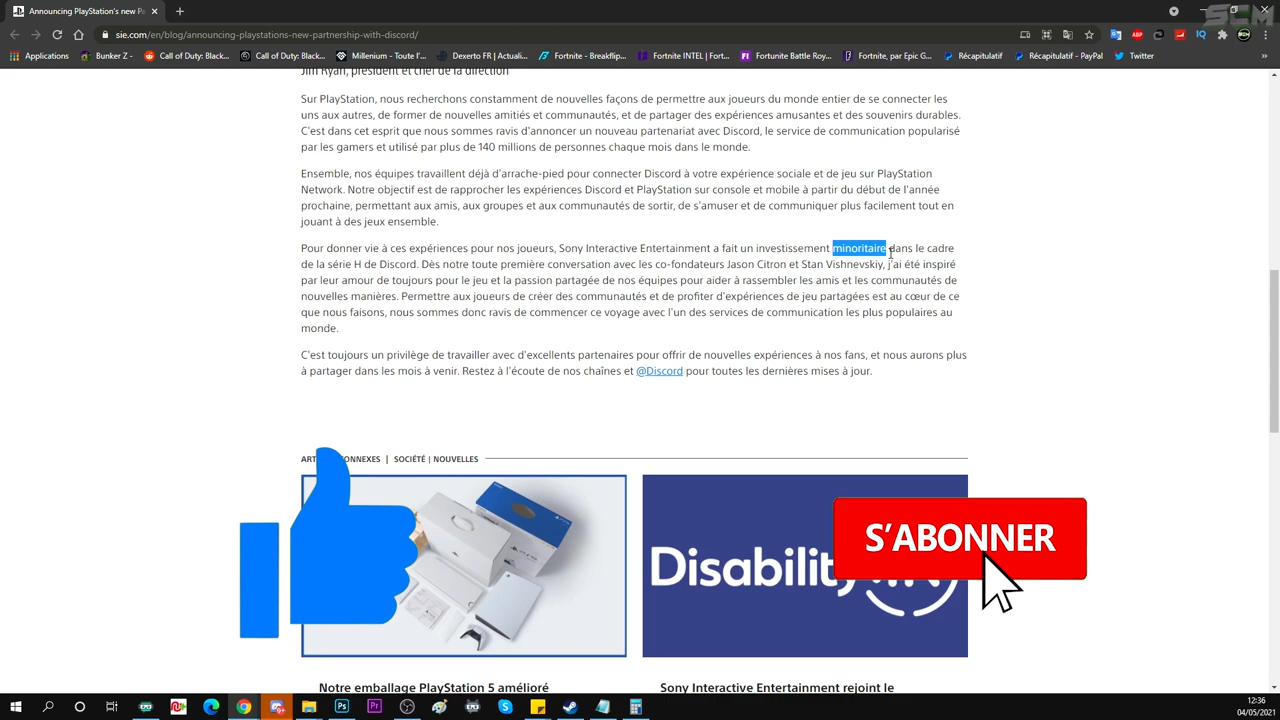 Announcing PlayStation's new Pa
SCM
sie.com/en/blog/announcing-playstations-new-partnership-with-discord/
Applications
Bunker Z -
Call of Duty: Black...
Call of Duty: Black...
Millenium - Toute l'...
Dexerto FR | Actuali...
Fortnite - Breakflip...
Fortnite INTEL | Fort...
Fortuite Battle Roy...
Fortnite, par Epic G...
Récapitulatif
Récapitulatif - PayPal
Twitter
Jim Ryan, président et chef de la direction
Sur PlayStation, nous recherchons constamment de nouvelles façons de permettre aux joueurs du monde entier de se connecter les
uns aux autres, de former de nouvelles amitiés et communautés, et de partager des expériences amusantes et des souvenirs durables.
C'est dans cet esprit que nous sommes ravis d'annoncer un nouveau partenariat avec Discord, le service de communication popularisé
par les gamers et utilisé par plus de 140 millions de personnes chaque mois dans le monde.
Ensemble, nos équipes travaillent déjà d'arrache-pied pour connecter Discord à votre expérience sociale et de jeu sur PlayStation
Network. Notre objectif est de rapprocher les expériences Discord et PlayStation sur console et mobile à partir du début de l'année
prochaine, permettant aux amis, aux groupes et aux communautés de sortir, de s'amuser et de communiquer plus facilement tout en
jouant à des jeux ensemble.
Pour donner vie à ces expériences pour nos joueurs, Sony Interactive Entertainment a fait un investissement minoritaire dans le cadre
de la série H de Discord. Dès notre toute première conversation avec les co-fondateurs Jason Citron et Stan Vishnevskiy, j'ai été inspiré
par leur amour de toujours pour le jeu et la passion partagée de nos équipes pour aider à rassembler les amis et les communautés de
nouvelles manières. Permettre aux joueurs de créer des communautés et de profiter d'expériences de jeu partagées est au cœur de ce
que nous faisons, nous sommes donc ravis de commencer ce voyage avec l'un des services de communication les plus populaires au
monde.
C'est toujours un privilège de travailler avec d'excellents partenaires pour offrir de nouvelles expériences à nos fans, et nous aurons plus
à partager dans les mois à venir. Restez à l'écoute de nos chaînes et @Discord pour toutes les dernières mises à jour.
ART ONNEXES | SOCIÉTÉ | NOUVELLES
Disability:IN
S'ABONNER
Notre emballage PlayStation 5 amélioré
Sony Interactive Entertainment rejoint le
12:36
04/05/2021